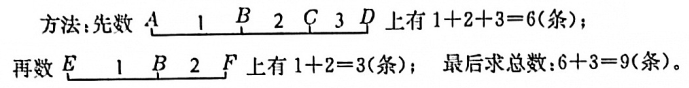 方法:先数 A 1 B 2 C 3 D 上有1+2+3=6(条);
再数 E 1 B 2 F 上有1+2=3(条); 最后求总数:6+3=9(条)。